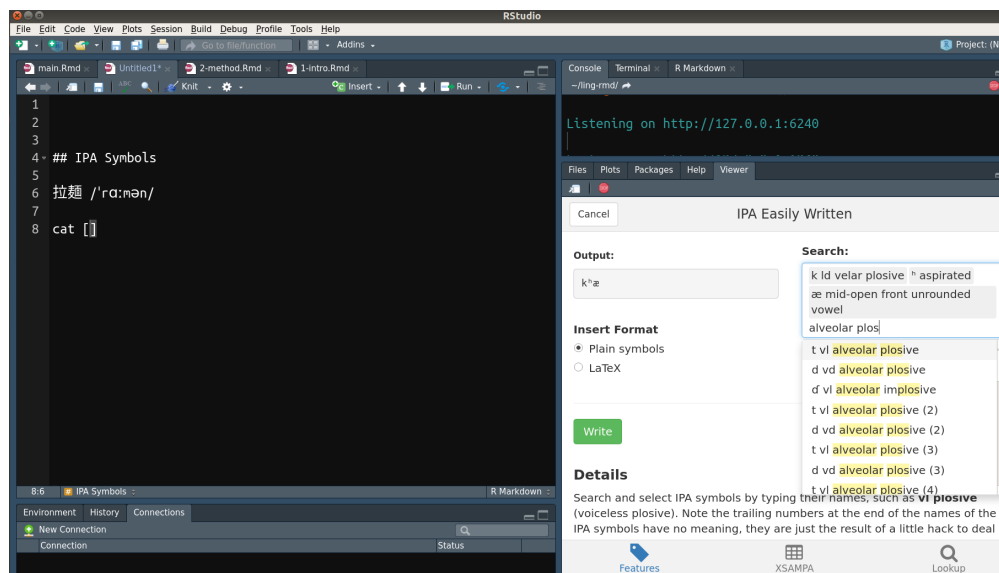 RStudio
File Edit Code View Plots Session Build Debug Profile Tools Help
Go to file/function Addins Project: (N
main.Rmd Untitled1* 2-method.Rmd 1-intro.Rmd
ABC Knit Insert Run
1
2
3
4 ## IPA Symbols
5
6 拉麺 /ˈrɑːmən/
7
8 cat []
8:6 IPA Symbols R Markdown
Environment History Connections
New Connection
Connection Status
Console Terminal R Markdown
~/ling-rmd/
Listening on http://127.0.0.1:6240
Files Plots Packages Help Viewer
Cancel IPA Easily Written
Output:
kʰæ
Insert Format
Plain symbols
LaTeX
Write
Search:
k ld velar plosive ʰ aspirated
æ mid-open front unrounded
vowel
alveolar plos
t vl alveolar plosive
d vd alveolar plosive
ɗ vl alveolar implosive
t vl alveolar plosive (2)
d vd alveolar plosive (2)
t vl alveolar plosive (3)
d vd alveolar plosive (3)
t vl alveolar plosive (4)
Details
Search and select IPA symbols by typing their names, such as vl plosive
(voiceless plosive). Note the trailing numbers at the end of the names of the
IPA symbols have no meaning, they are just the result of a little hack to deal
Features XSAMPA Lookup